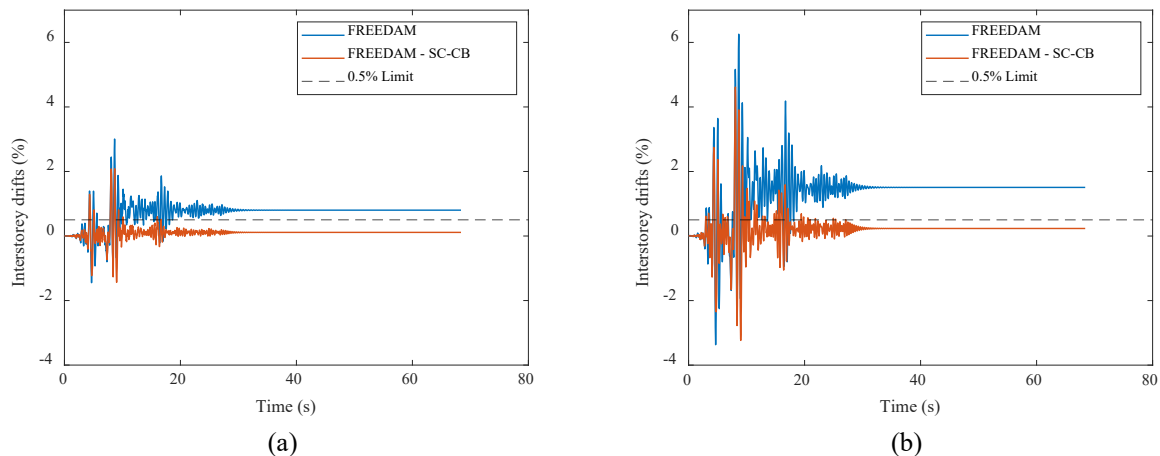 6
4
2
0
-2
-4
Interstorey drifts (%)
0
20
40
60
80
Time (s)
FREEDAM
FREEDAM - SC-CB
0.5% Limit
(a)
6
4
2
0
-2
-4
Interstorey drifts (%)
0
20
40
60
80
Time (s)
FREEDAM
FREEDAM - SC-CB
0.5% Limit
(b)